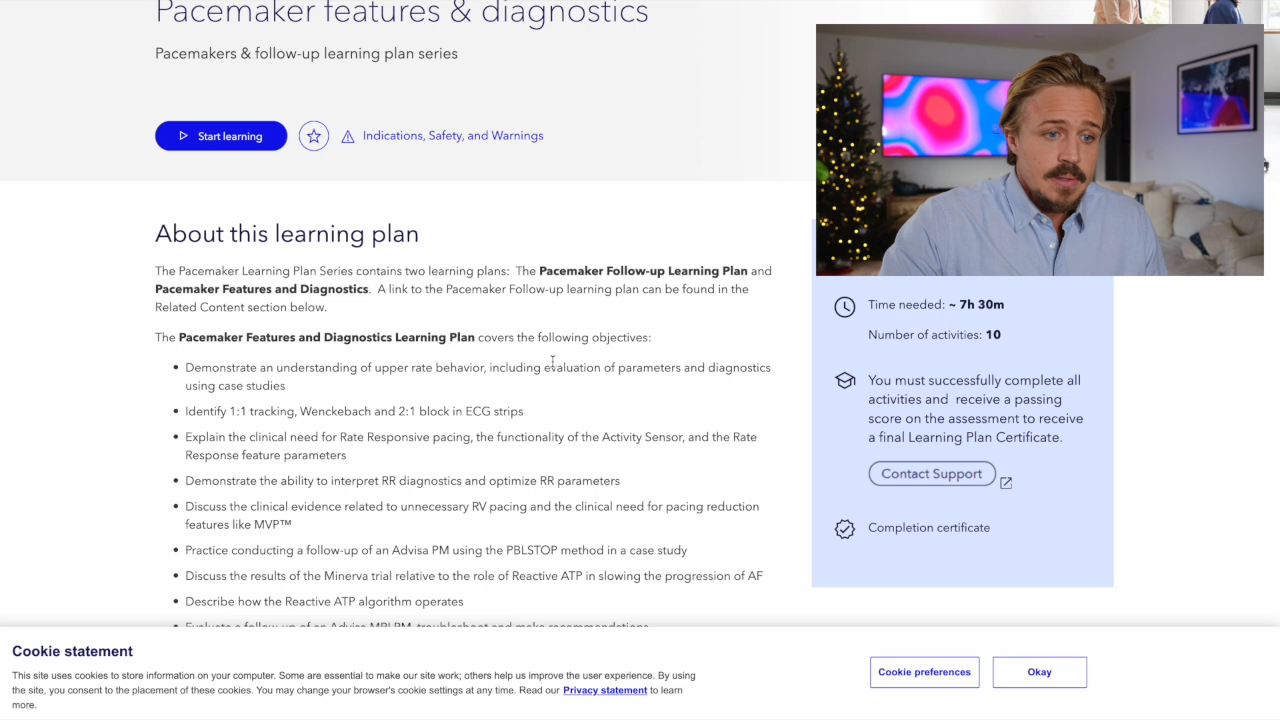 Pacemaker features & diagnostics
Pacemakers & follow-up learning plan series
Start learning
Indications, Safety, and Warnings
About this learning plan
The Pacemaker Learning Plan Series contains two learning plans: The Pacemaker Follow-up Learning Plan and
Pacemaker Features and Diagnostics. A link to the Pacemaker Follow-up learning plan can be found in the
Related Content section below.
The Pacemaker Features and Diagnostics Learning Plan covers the following objectives:
• Demonstrate an understanding of upper rate behavior, including evaluation of parameters and diagnostics
using case studies
• Identify 1:1 tracking, Wenckebach and 2:1 block in ECG strips
• Explain the clinical need for Rate Responsive pacing, the functionality of the Activity Sensor, and the Rate
Response feature parameters
• Demonstrate the ability to interpret RR diagnostics and optimize RR parameters
• Discuss the clinical evidence related to unnecessary RV pacing and the clinical need for pacing reduction
features like MVP™
• Practice conducting a follow-up of an Advisa PM using the PBLSTOP method in a case study
• Discuss the results of the Minerva trial relative to the role of Reactive ATP in slowing the progression of AF
• Describe how the Reactive ATP algorithm operates
• Evaluate a follow-up of an Advisa MRI PM, troubleshoot and make recommendations
Time needed: ~ 7h 30m
Number of activities: 10
You must successfully complete all
activities and receive a passing
score on the assessment to receive
a final Learning Plan Certificate.
Contact Support
Completion certificate
Cookie statement
This site uses cookies to store information on your computer. Some are essential to make our site work; others help us improve the user experience. By using
the site, you consent to the placement of these cookies. You may change your browser's cookie settings at any time. Read our Privacy statement to learn
more.
Cookie preferences
Okay